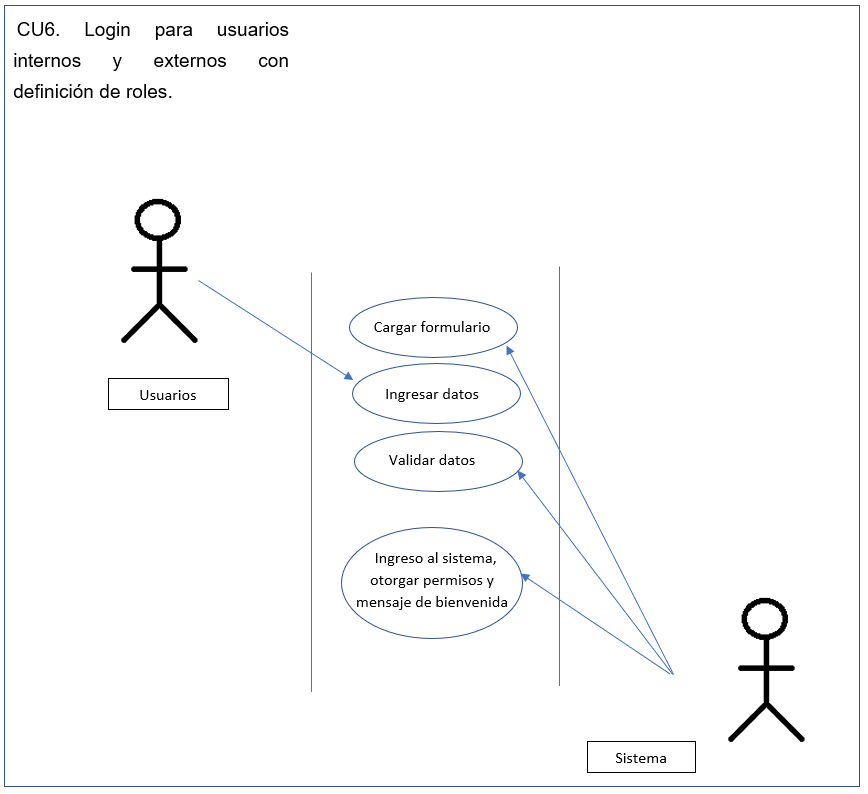 CU6. Login para usuarios
internos y externos con
definición de roles.
Cargar formulario
Ingresar datos
Usuarios
Validar datos
Ingreso al sistema,
otorgar permisos y
mensaje de bienvenida
Sistema